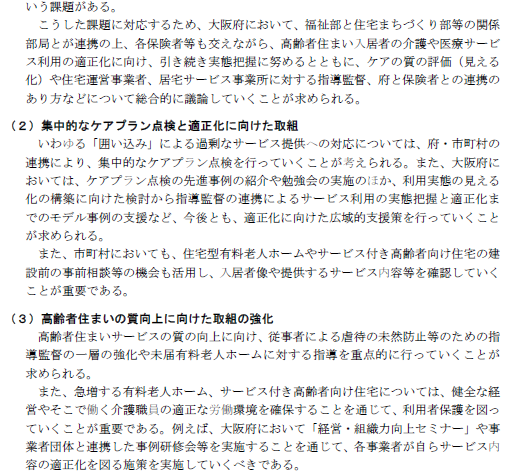 いう課題がある。
こうした課題に対応するため、大阪府において、福祉部と住宅まちづくり部等の関係
部局とが連携の上、各保険者等も交えながら、高齢者住まい入居者の介護や医療サービ
ス利用の適正化に向け、引き続き実態把握に努めるとともに、ケアの質の評価（見える
化）や住宅運営事業者、居宅サービス事業所に対する指導監督、府と保険者との連携の
あり方などについて総合的に議論していくことが求められる。
（２）集中的なケアプラン点検と適正化に向けた取組
いわゆる「囲い込み」による過剰なサービス提供への対応については、府・市町村の
連携により、集中的なケアプラン点検を行っていくことが考えられる。また、大阪府に
おいては、ケアプラン点検の先進事例の紹介や勉強会の実施のほか、利用実態の見える
化の構築に向けた検討から指導監督の連携によるサービス利用の実態把握と適正化ま
でのモデル事例の支援など、今後とも、適正化に向けた広域的支援策を行っていくこと
が求められる。
また、市町村においても、住宅型有料老人ホームやサービス付き高齢者向け住宅の建
設前の事前相談等の機会も活用し、入居者像や提供するサービス内容等を確認していく
ことが重要である。
（３）高齢者住まいの質向上に向けた取組の強化
高齢者住まいサービスの質の向上に向け、従事者による虐待の未然防止等のための指
導監督の一層の強化や未届有料老人ホームに対する指導を重点的に行っていくことが
求められる。
また、急増する有料老人ホーム、サービス付き高齢者向け住宅については、健全な経
営やそこで働く介護職員の適正な労働環境を確保することを通じて、利用者保護を図っ
ていくことが重要である。例えば、大阪府において「経営・組織力向上セミナー」や事
業者団体と連携した事例研修会等を実施することを通じて、各事業者が自らサービス内
容の適正化を図る施策を実施していくべきである。